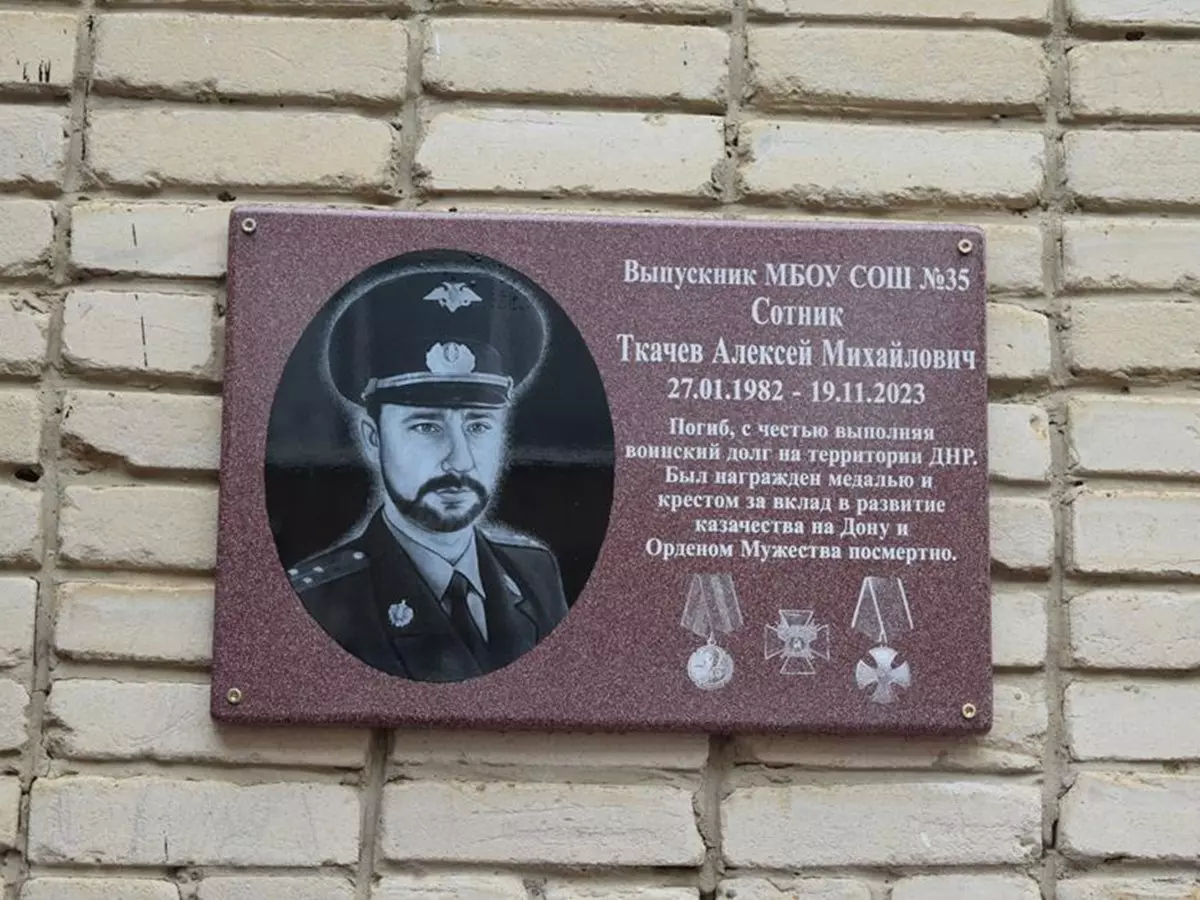 Выпускник МБОУ СОШ №35
Сотник
Ткачев Алексей Михайлович
27.01.1982 - 19.11.2023
Погиб, с честью выполняя
воинский долг на территории ДНР.
Был награжден медалью и
крестом за вклад в развитие
казачества на Дону и
Орденом Мужества посмертно.